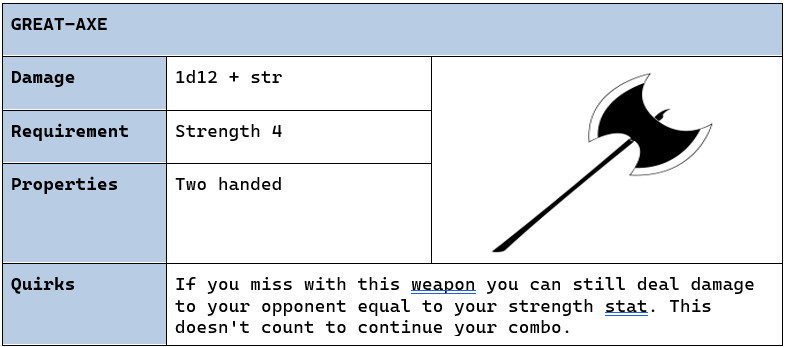 GREAT-AXE
Damage
1d12 + str
Requirement
Strength 4
Properties
Two handed
Quirks
If you miss with this weapon you can still deal damage
to your opponent equal to your strength stat. This
doesn't count to continue your combo.